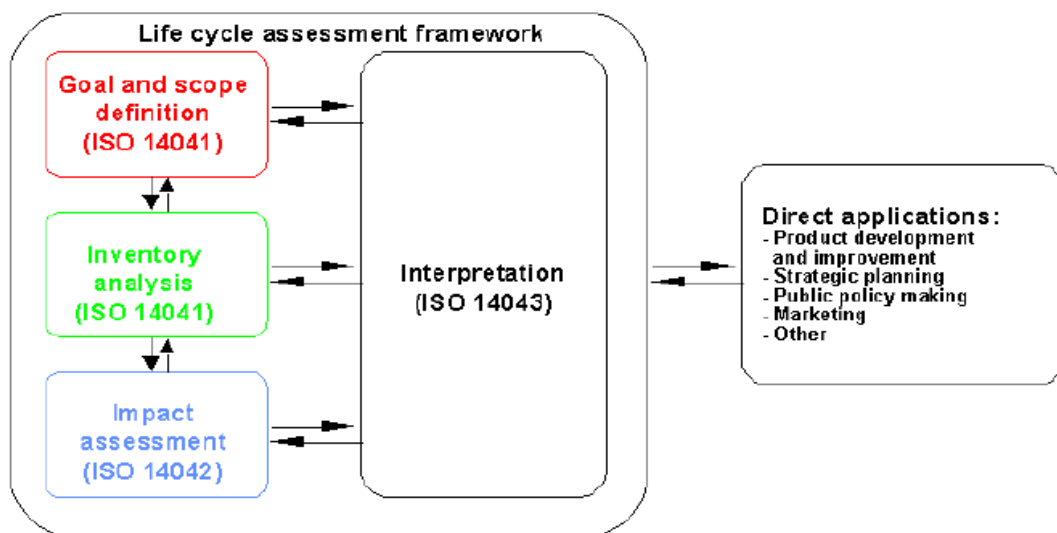 Life cycle assessment framework
Goal and scope
definition
(ISO 14041)
Inventory
analysis
(ISO 14041)
Impact
assessment
(ISO 14042)
Interpretation
(ISO 14043)
Direct applications:
- Product development
and improvement
- Strategic planning
- Public policy making
- Marketing
- Other